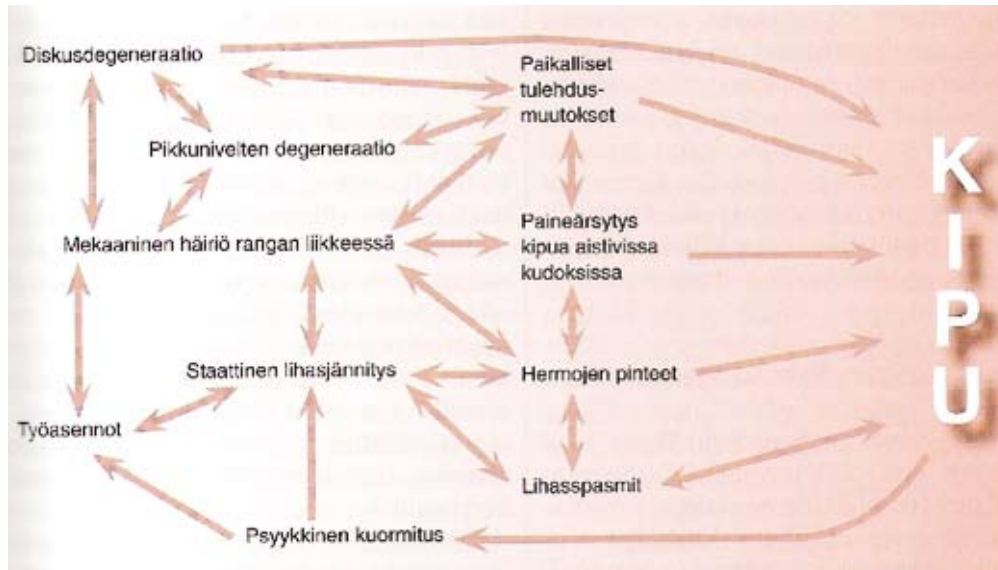 Diskusdegeneraatio
Paikalliset
tulehdus-
muutokset
Pikkunivelten degeneraatio
Mekaaninen häiriö rangan liikkeessä
Paineärsytys
kipua aistivissa
kudoksissa
Staattinen lihasjännitys
Hermojen pinteet
Työasennot
Lihasspasmit
Psyykkinen kuormitus
KIPU